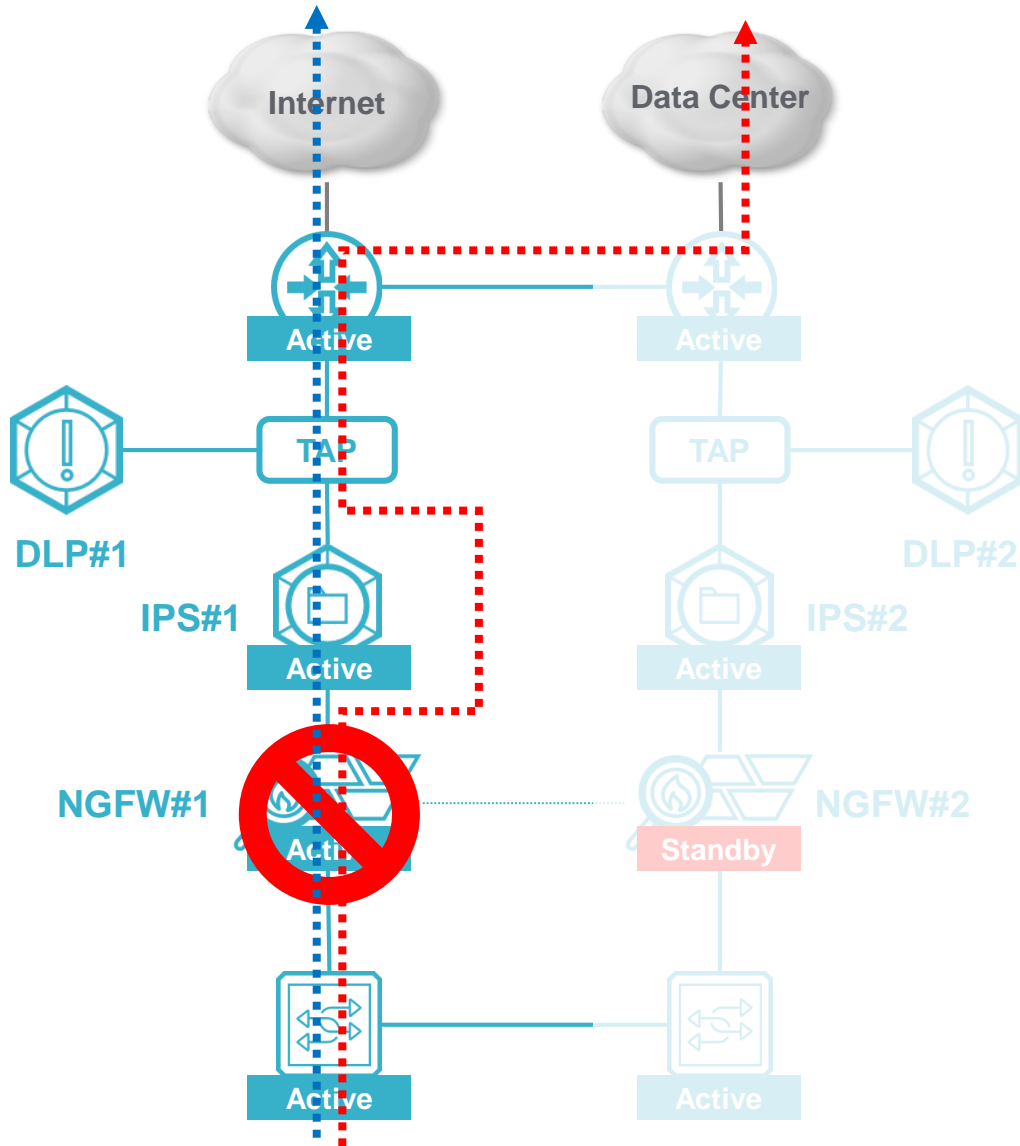 Internet
Data Center
Active
Active
TAP
TAP
DLP#1
DLP#2
IPS#1
IPS#2
Active
Active
NGFW#1
NGFW#2
Active
Standby
Active
Active